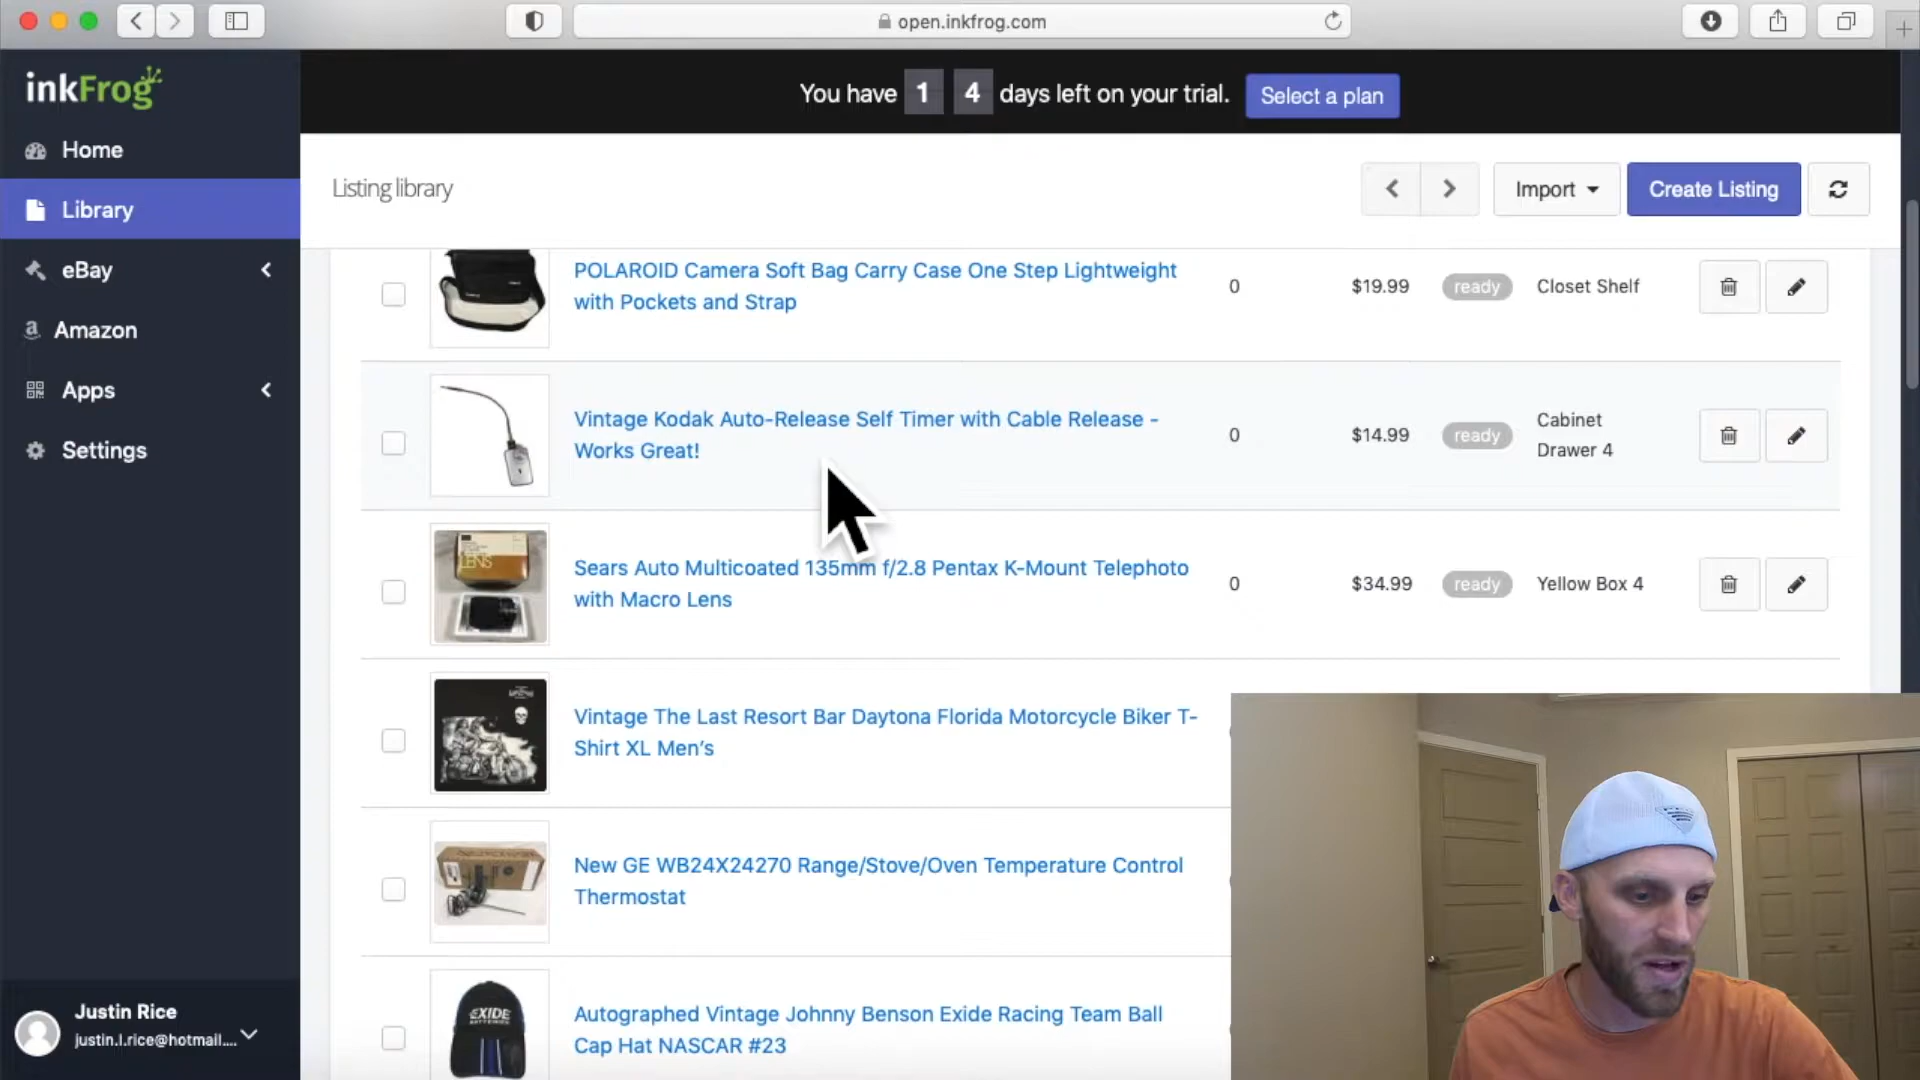 open.inkfrog.com
inkFrog
You have 1 4 days left on your trial. Select a plan
Home
Library
eBay
Amazon
Apps
Settings
Listing library
Import
Create Listing
POLAROID Camera Soft Bag Carry Case One Step Lightweight
with Pockets and Strap
0 $19.99 ready Closet Shelf
Vintage Kodak Auto-Release Self Timer with Cable Release -
Works Great!
0 $14.99 ready Cabinet
Drawer 4
Sears Auto Multicoated 135mm f/2.8 Pentax K-Mount Telephoto
with Macro Lens
0 $34.99 ready Yellow Box 4
LENS
Vintage The Last Resort Bar Daytona Florida Motorcycle Biker T-
Shirt XL Men’s
New GE WB24X24270 Range/Stove/Oven Temperature Control
Thermostat
Autographed Vintage Johnny Benson Exide Racing Team Ball
Cap Hat NASCAR #23
EXIDE
Justin Rice
justin.l.rice@hotmail....